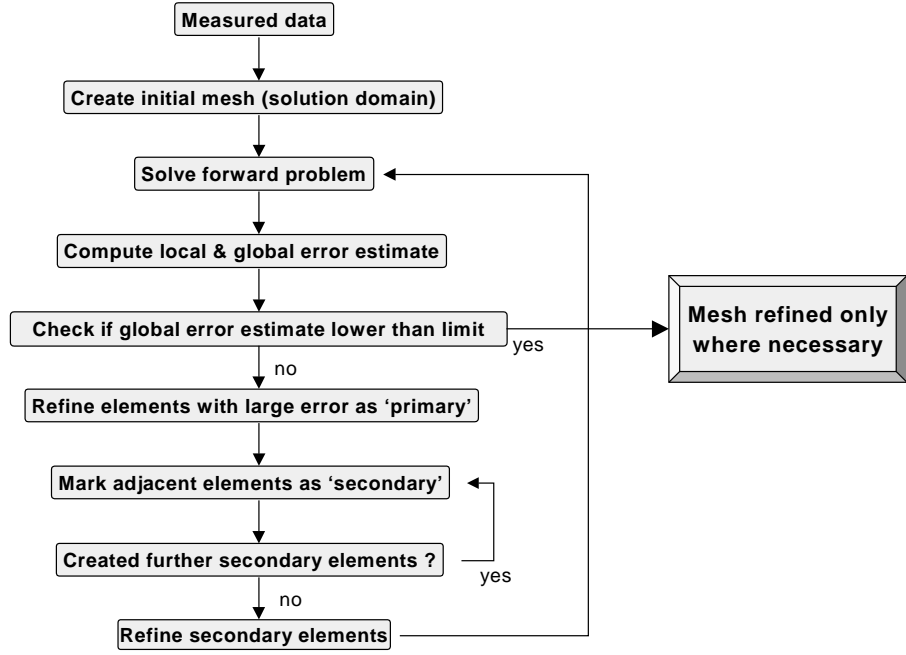 Measured data
Create initial mesh (solution domain)
Solve forward problem
Compute local & global error estimate
Check if global error estimate lower than limit
yes
Mesh refined only
where necessary
no
Refine elements with large error as ‘primary’
Mark adjacent elements as ‘secondary’
Created further secondary elements ?
yes
no
Refine secondary elements